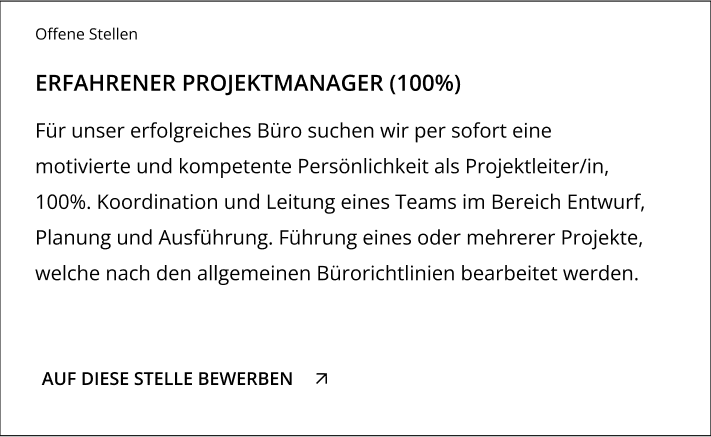 Offene Stellen
ERFAHRENER PROJEKTMANAGER (100%)
Für unser erfolgreiches Büro suchen wir per sofort eine
motivierte und kompetente Persönlichkeit als Projektleiter/in,
100%. Koordination und Leitung eines Teams im Bereich Entwurf,
Planung und Ausführung. Führung eines oder mehrerer Projekte,
welche nach den allgemeinen Bürorichtlinien bearbeitet werden.
AUF DIESE STELLE BEWERBEN